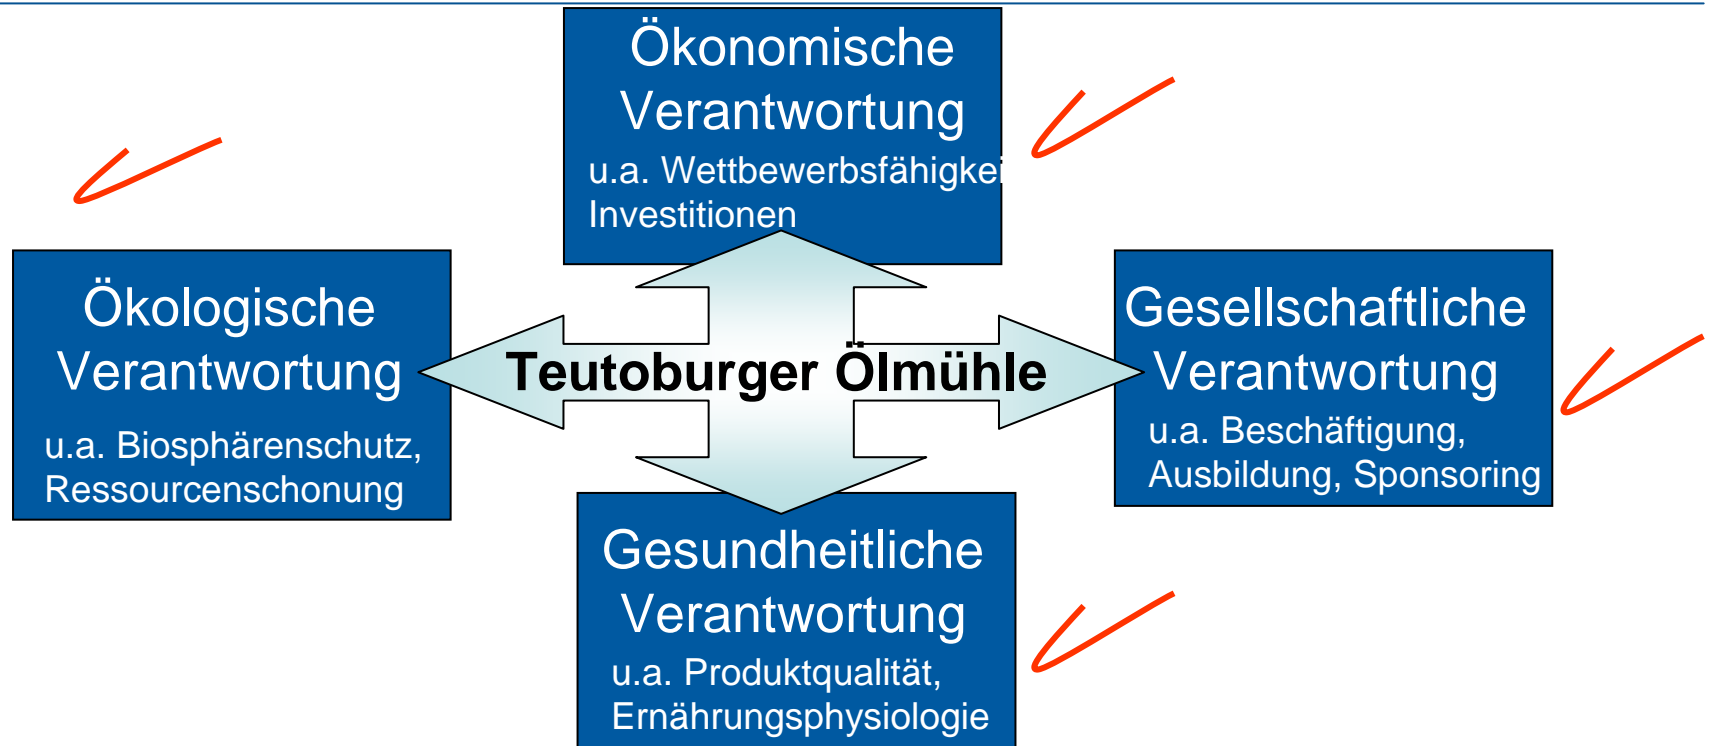 Ökonomische
Verantwortung
u.a. Wettbewerbsfähigkei
Investitionen
Ökologische
Verantwortung
u.a. Biosphärenschutz,
Ressourcenschonung
Teutoburger Ölmühle
Gesellschaftliche
Verantwortung
u.a. Beschäftigung,
Ausbildung, Sponsoring
Gesundheitliche
Verantwortung
u.a. Produktqualität,
Ernährungsphysiologie